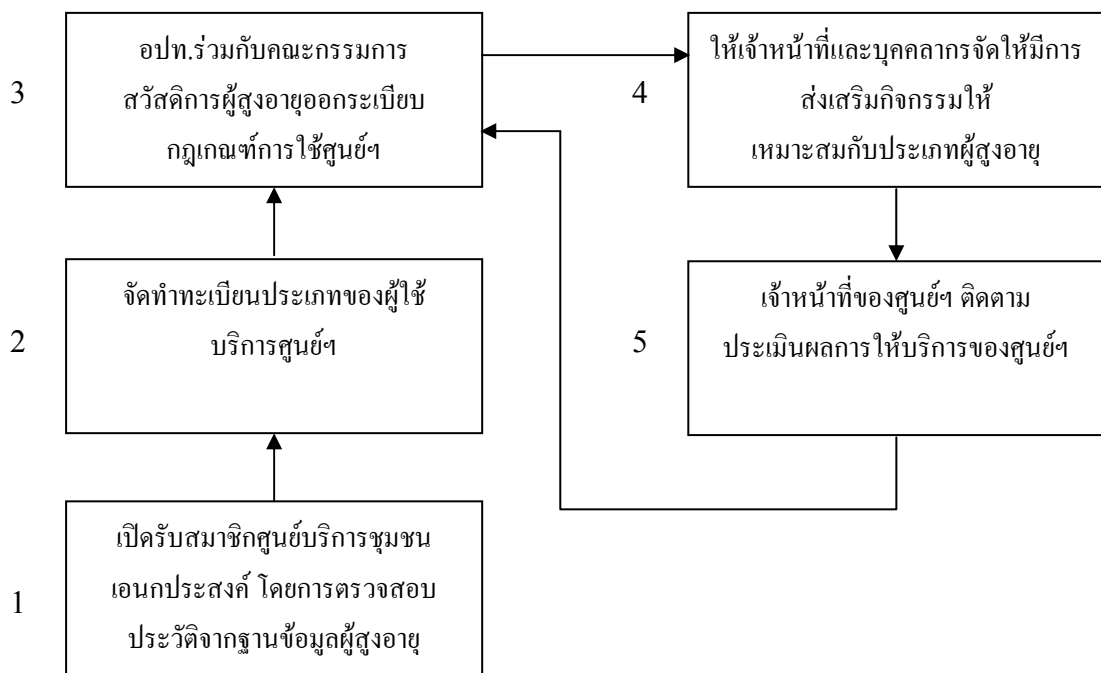 3
อปท.ร่วมกับคณะกรรมการ
สวัสดิการผู้สูงอายุออกระเบียบ
กฎเกณฑ์การใช้ศูนย์ฯ
4
ให้เจ้าหน้าที่และบุคคลากรจัดให้มีการ
ส่งเสริมกิจกรรมให้
เหมาะสมกับประเภทผู้สูงอายุ
2
จัดทำทะเบียนประเภทของผู้ใช้
บริการศูนย์ฯ
5
เจ้าหน้าที่ของศูนย์ฯ ติดตาม
ประเมินผลการให้บริการของศูนย์ฯ
1
เปิดรับสมาชิกศูนย์บริการชุมชน
เอนกประสงค์ โดยการตรวจสอบ
ประวัติจากฐานข้อมูลผู้สูงอายุ